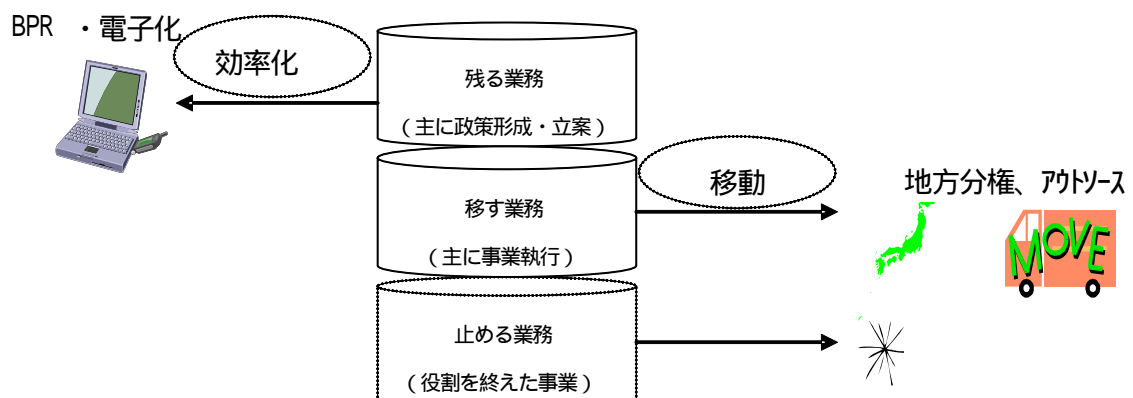 BPR ・電子化
効率化
残る業務
(主に政策形成・立案)
移す業務
(主に事業執行)
移動
地方分権、アウトソース
MOVE
止める業務
(役割を終えた事業)